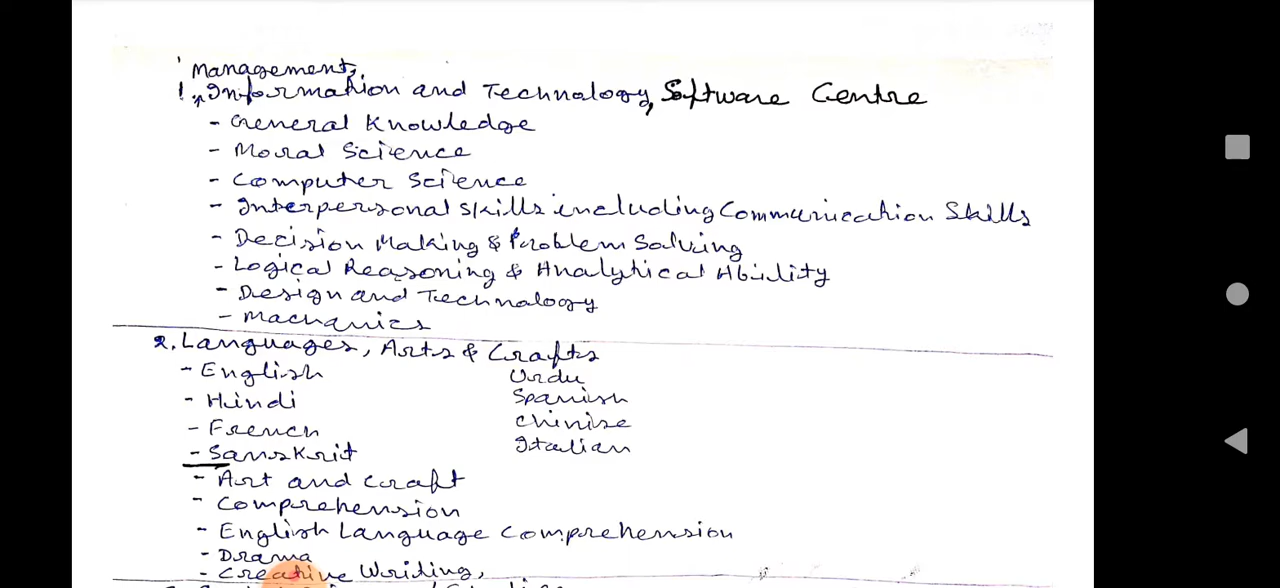 Management,
1, Information and Technology, Software Centre
- General Knowledge
- Moral Science
- Computer Science
- Interpersonal skills including Communication Skills
- Decision Making & Problem Solving
- Logical Reasoning & Analytical Ability
- Design and Technology
- Machanics
2. Languages, Arts & Crafts
- English
- Hindi
- French
- Sanskrit
Urdu
Spanish
Chinise
Italian
- Art and Craft
- Comprehension
- English Language Comprehension
- Drama
- Creative Writing,